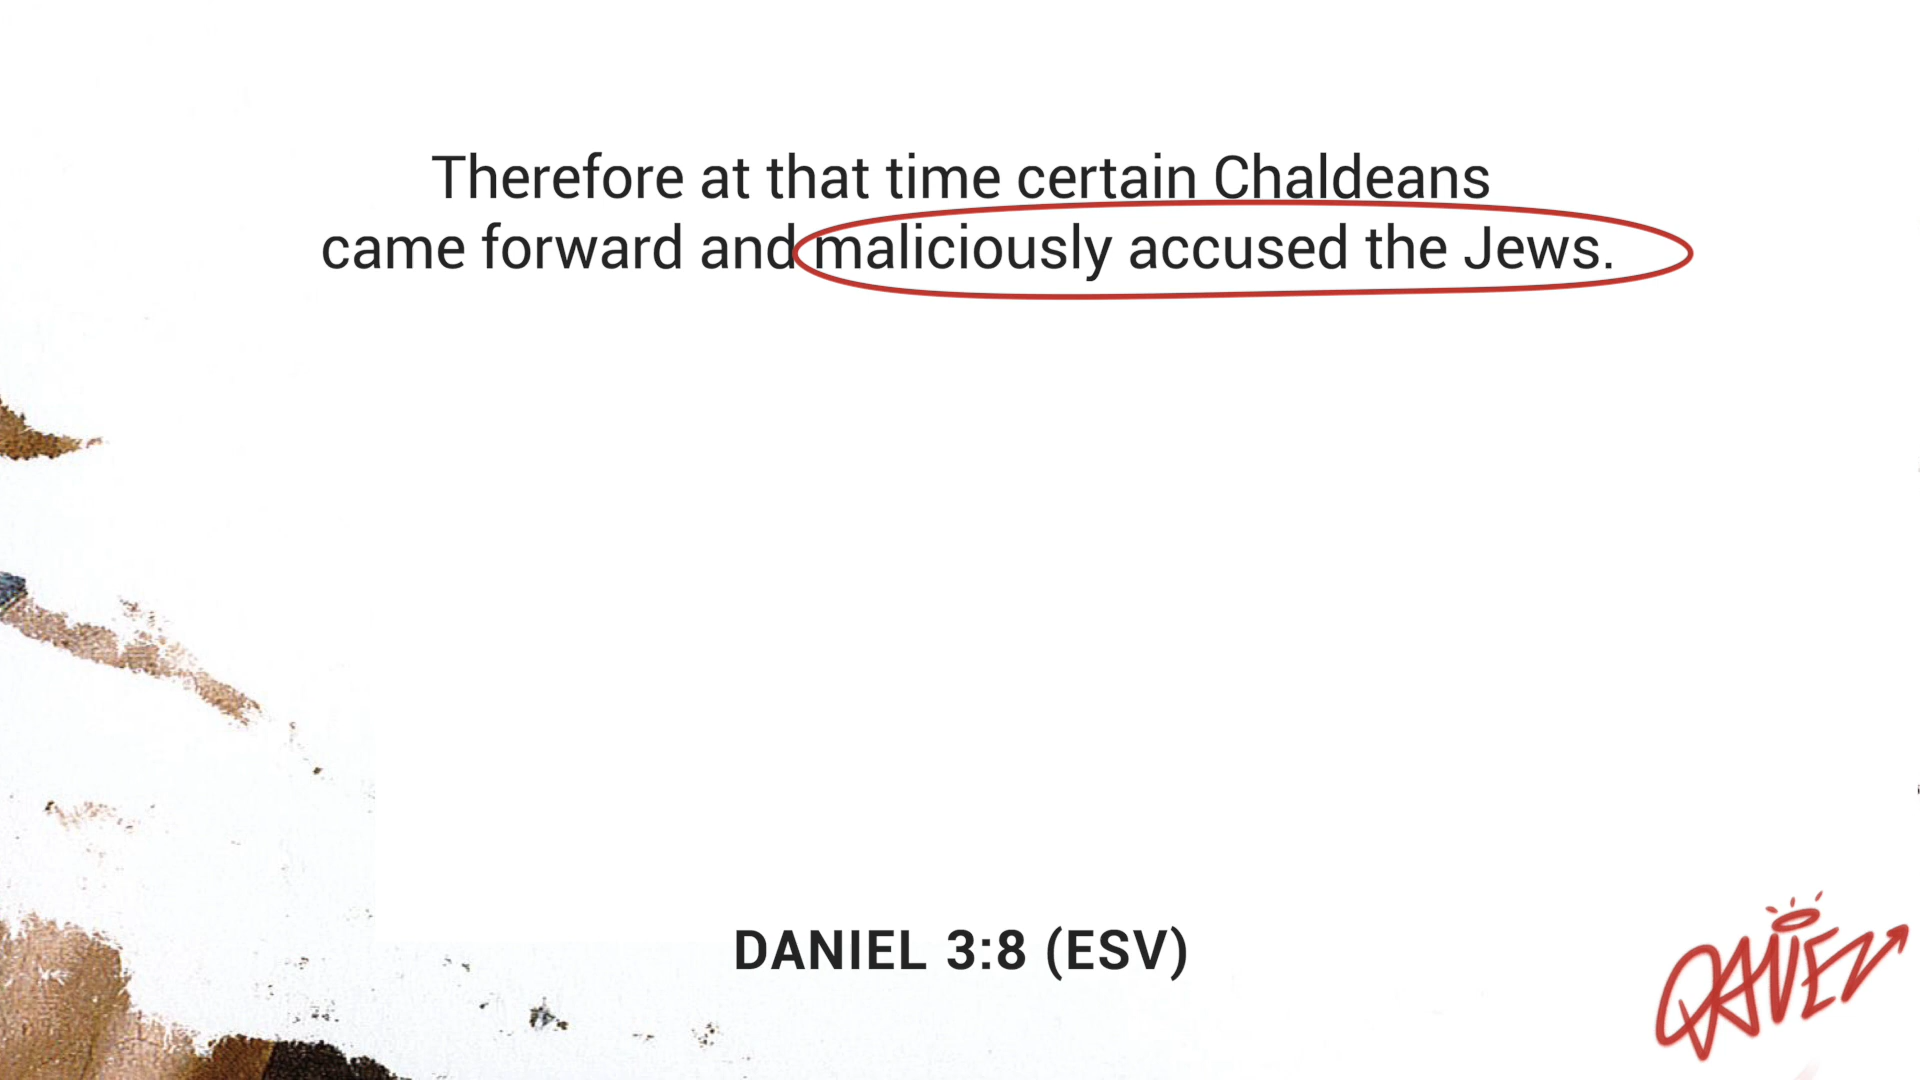 Therefore at that time certain Chaldeans
came forward and maliciously accused the Jews.
DANIEL 3:8 (ESV)